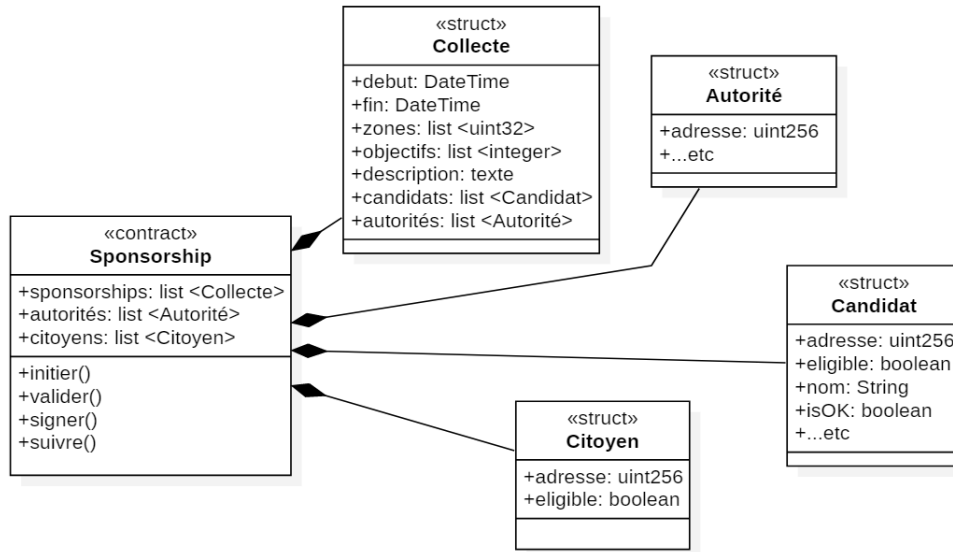 «struct»
Collecte
+debut: DateTime
+fin: DateTime
+zones: list <uint32>
+objectifs: list <integer>
+description: texte
+candidats: list <Candidat>
+autorités: list <Autorité>
«struct»
Autorité
+adresse: uint256
+...etc
«contract»
Sponsorship
+sponsorships: list <Collecte>
+autorités: list <Autorité>
+citoyens: list <Citoyen>
+initier()
+valider()
+signer()
+suivre()
«struct»
Candidat
+adresse: uint256
+eligible: boolean
+nom: String
+isOK: boolean
+...etc
«struct»
Citoyen
+adresse: uint256
+eligible: boolean